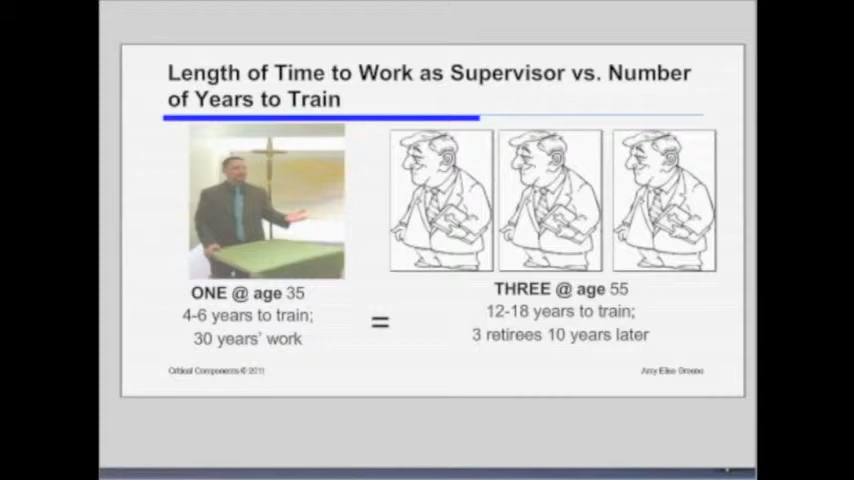 Length of Time to Work as Supervisor vs. Number
of Years to Train
ONE @ age 35
4-6 years to train;
30 years' work
=
THREE @ age 55
12-18 years to train;
3 retirees 10 years later
Critical Components © 2011
Amy Elise Greene